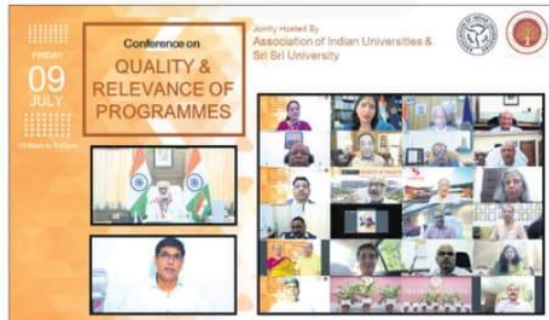 FRIDAY
09
JULY
Conference on
QUALITY &
RELEVANCE OF
PROGRAMMES
Jointly Hosted By
Association of Indian Universities &
Sri Sri University